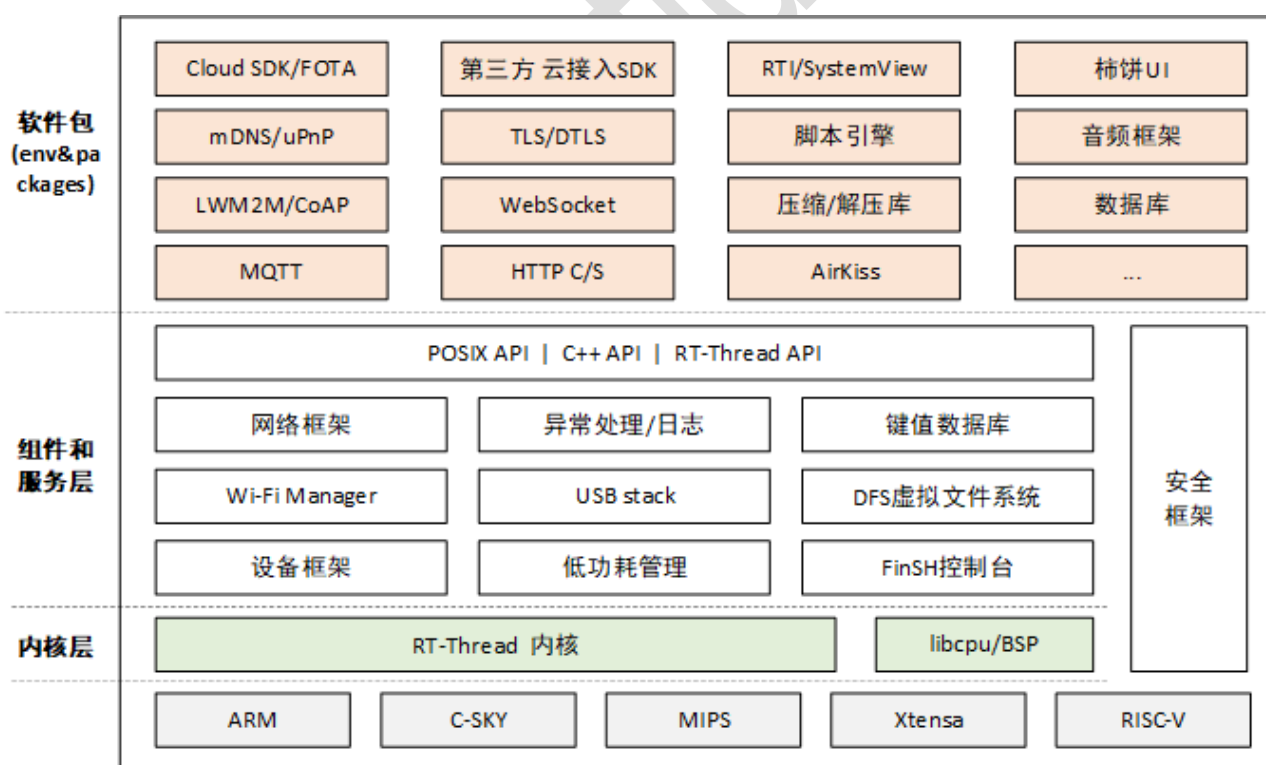 Cloud SDK/FOTA
第三方 云接入SDK
RTI/SystemView
柿饼UI
软件包
(env&pa
ckages)
mDNS/uPnP
TLS/DTLS
脚本引擎
音频框架
LWM2M/CoAP
WebSocket
压缩/解压库
数据库
MQTT
HTTP C/S
AirKiss
...
POSIX API | C++ API | RT-Thread API
组件和
服务层
网络框架
异常处理/日志
键值数据库
Wi-Fi Manager
USB stack
DFS虚拟文件系统
设备框架
低功耗管理
FinSH控制台
安全
框架
内核层
RT-Thread 内核
libcpu/BSP
ARM
C-SKY
MIPS
Xtensa
RISC-V